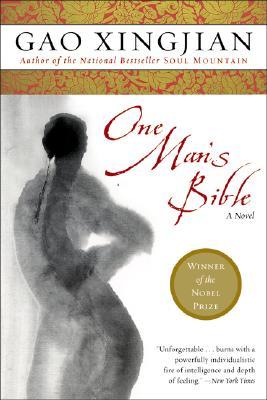 GAO XINGJIAN
Author of the National Bestseller SOUL MOUNTAIN
One
Man's
Bible
A Novel
WINNER
of the
NOBEL
PRIZE
"Unforgettable . . . burns with a
powerfully individualistic
fire of intelligence and depth
of feeling." —New York Times